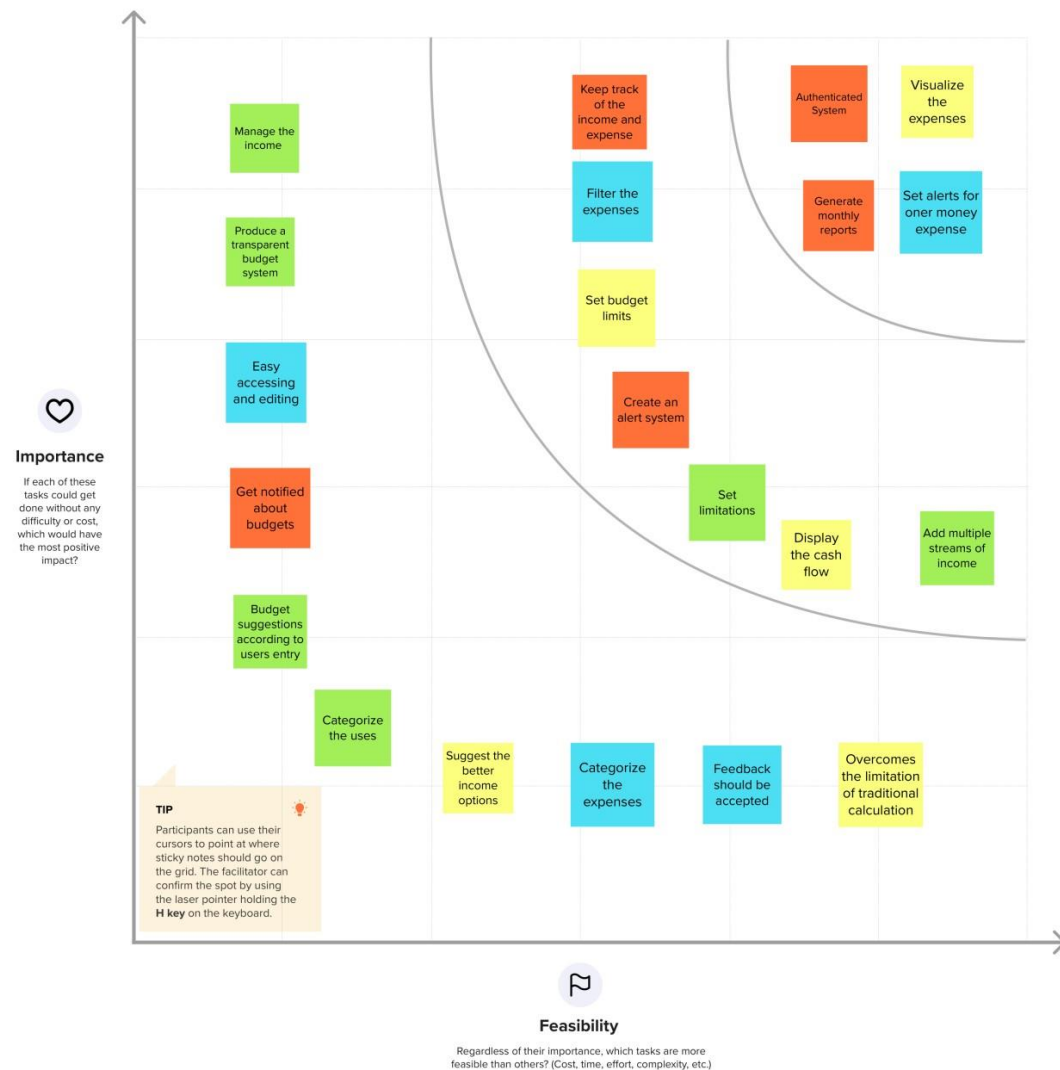 Keep track
of the
income and
expense
Authenticated
System
Visualize
the
expenses
Manage the
income
Filter the
expenses
Generate
monthly
reports
Set alerts for
oner money
expense
Produce a
transparent
budget
system
Set budget
limits
Easy
accessing
and editing
Create an
alert system
Importance
If each of these
tasks could get
done without any
difficulty or cost,
which would have
the most positive
impact?
Get notified
about
budgets
Set
limitations
Display
the cash
flow
Add multiple
streams of
income
Budget
suggestions
according to
users entry
Categorize
the uses
Suggest the
better
income
options
Categorize
the
expenses
Feedback
should be
accepted
Overcomes
the limitation
of traditional
calculation
TIP
Participants can use their
cursors to point at where
sticky notes should go on
the grid. The facilitator can
confirm the spot by using
the laser pointer holding the
H key on the keyboard.
Feasibility
Regardless of their importance, which tasks are more
feasible than others? (Cost, time, effort, complexity, etc.)